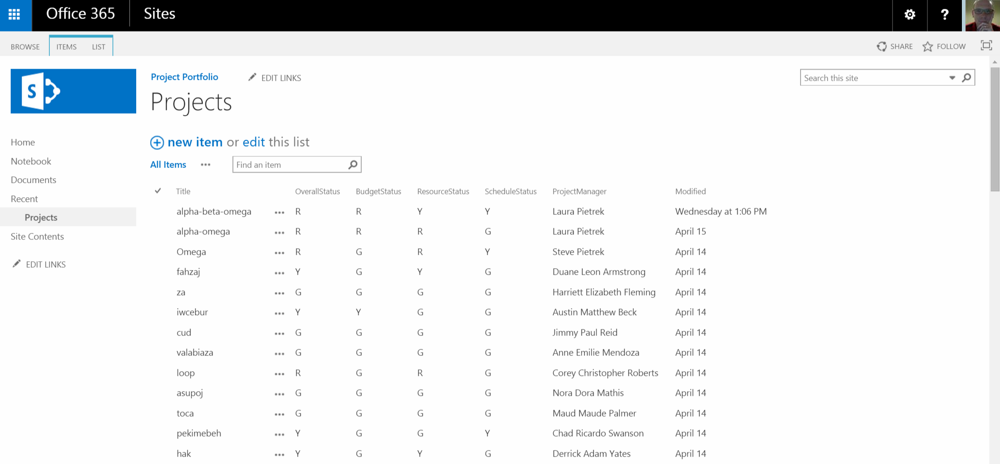 Office 365 Sites ?
BROWSE ITEMS LIST SHARE FOLLOW
S
Project Portfolio EDIT LINKS
Search this site
Projects
Home
Notebook
Documents
Recent
Projects
Site Contents
EDIT LINKS
new item or edit this list
All Items ••• Find an item
Title OverallStatus BudgetStatus ResourceStatus ScheduleStatus ProjectManager Modified
alpha-beta-omega ••• R R Y Y Laura Pietrek Wednesday at 1:06 PM
alpha-omega ••• R R R G Laura Pietrek April 15
Omega ••• R G R Y Steve Pietrek April 14
fahzaj ••• Y G Y G Duane Leon Armstrong April 14
za ••• G G G G Harriett Elizabeth Fleming April 14
iwcebur ••• Y Y G G Austin Matthew Beck April 14
cud ••• G G G G Jimmy Paul Reid April 14
valabiaza ••• G G G G Anne Emilie Mendoza April 14
loop ••• R G R G Corey Christopher Roberts April 14
asupoj ••• G G G G Nora Dora Mathis April 14
toca ••• G G G G Maud Maude Palmer April 14
pekimebeh ••• Y G G Y Chad Ricardo Swanson April 14
hak ••• Y G Y G Derrick Adam Yates April 14